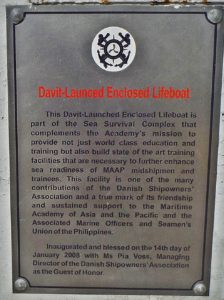 Davit-Launced Enclosed Lifeboat
This Davit-Launched Enclosed Lifeboat is
part of the Sea Survival Complex that
complements the Academy's mission to
provide not just world class education and
training but also build state of the art training
facilities that are necessary to further enhance
sea readiness of MAAP midshipmen and
trainees. This facility is one of the many
contributions of the Danish Shipowners'
Association and a true mark of its friendship
and sustained support to the Maritime
Academy of Asia and the Pacific and the
Associated Marine Officers and Seamen's
Union of the Philippines.
Inaugurated and blessed on the 14th day of
January 2008 with Ms Pia Voss, Managing
Director of the Danish Shipowners' Association
as the Guest of Honor.